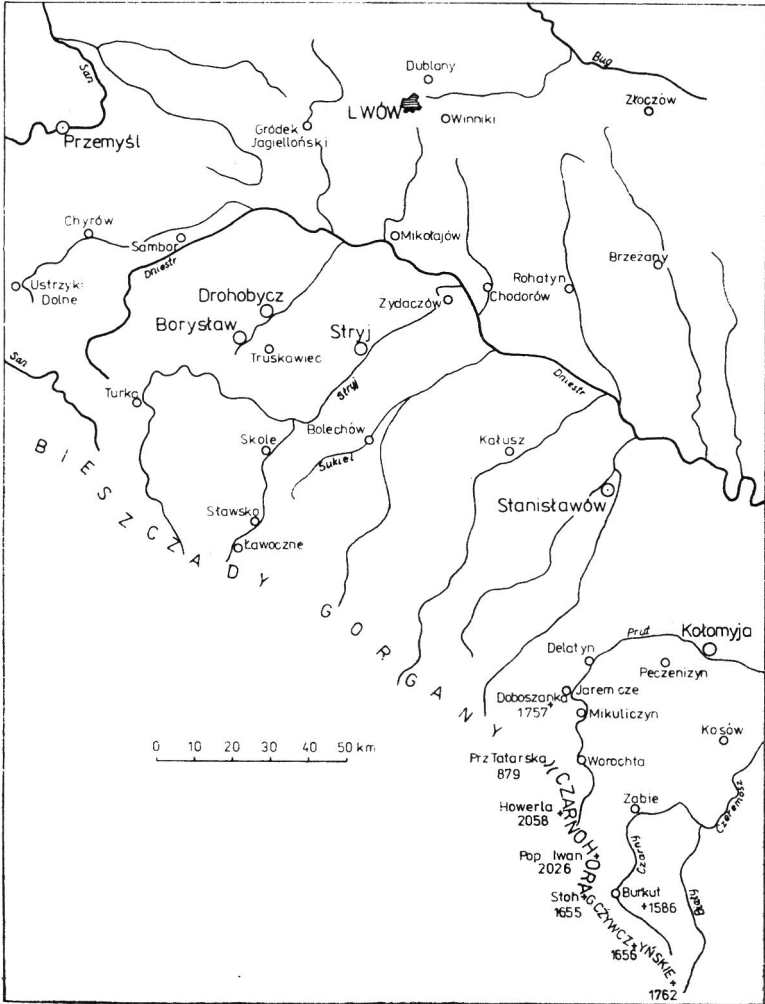 San
Bug
Dublany
LWÓW
Złoczów
Winniki
Gródek
Jagielloński
Przemyśl
Chyrów
Sambor
Mikołajów
Dniestr
Brzeżany
Rohatyn
Chodorów
Ustrzyki
Dolne
Drohobycz
Zydaczów
Borysław
Stryj
Truskawiec
San
Dniestr
Turka
Stryj
Bolechów
Skole
Sukiel
Kałusz
BIESZCZADY
Stanisławów
Sławsko
Ławoczne
GORGANY
Prut
Kołomyja
Delatyn
Peczeniżyn
Jaremcze
Doboszanka
1757
Mikuliczyn
Kosów
0 10 20 30 40 50 km
Prz Tatarska
879
Worochta
CZARNOHORA
Żabie
Czeremosz
Howerla
2058
Czarny
Pop Iwan
2026
Biały
Stoh
1655
Burkut
1586
G CZYWCZYŃSKIE
1656
1762